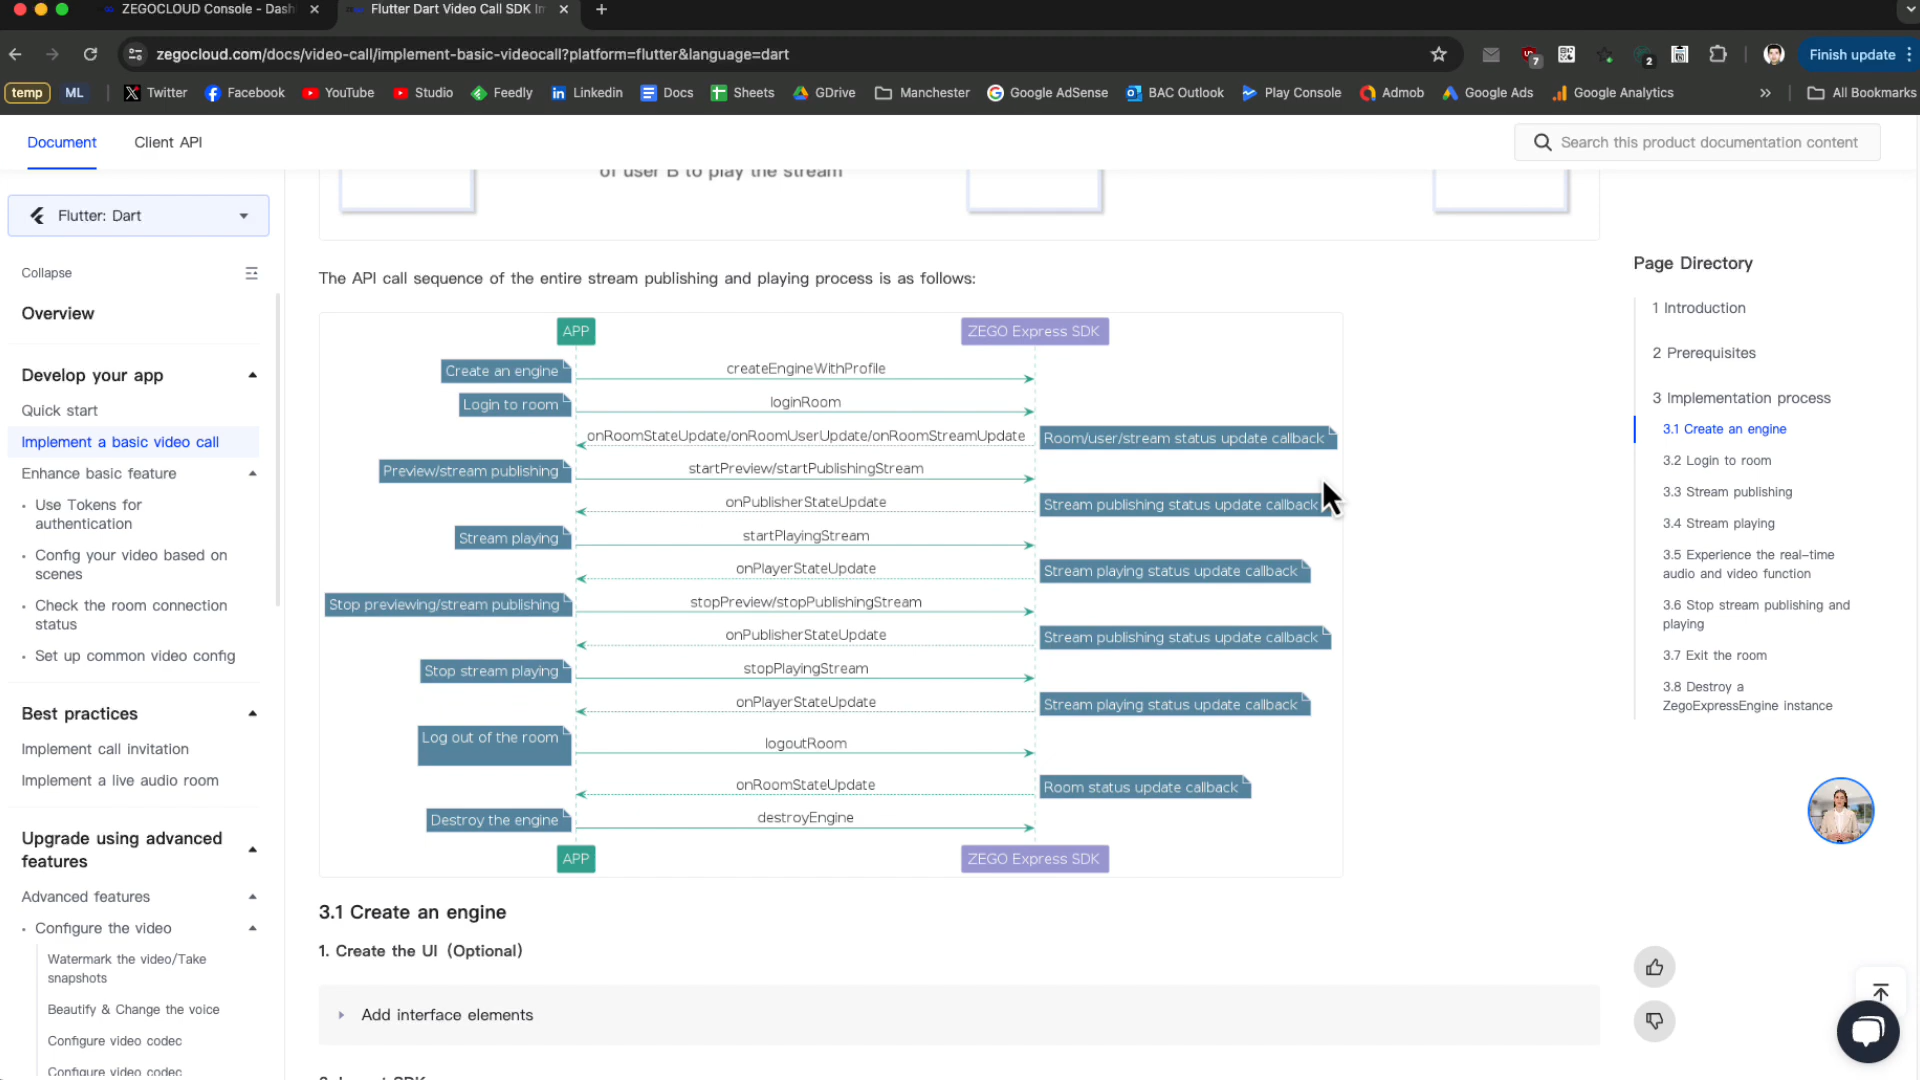 ZEGOCLOUD Console - Dash
Flutter Dart Video Call SDK Im
zegocloud.com/docs/video-call/implement-basic-videocall?platform=flutter&language=dart
7
2
Finish update
temp
ML
Twitter
Facebook
YouTube
Studio
Feedly
Linkedin
Docs
Sheets
GDrive
Manchester
Google AdSense
BAC Outlook
Play Console
Admob
Google Ads
Google Analytics
All Bookmarks
Document
Client API
Search this product documentation content
Flutter: Dart
Collapse
Overview
Develop your app
Quick start
Implement a basic video call
Enhance basic feature
Use Tokens for
authentication
Config your video based on
scenes
Check the room connection
status
Set up common video config
Best practices
Implement call invitation
Implement a live audio room
Upgrade using advanced
features
Advanced features
Configure the video
Watermark the video/Take
snapshots
Beautify & Change the voice
Configure video codec
Configure video codec
of user B to play the stream
The API call sequence of the entire stream publishing and playing process is as follows:
APP
ZEGO Express SDK
Create an engine
createEngineWithProfile
Login to room
loginRoom
onRoomStateUpdate/onRoomUserUpdate/onRoomStreamUpdate
Room/user/stream status update callback
Preview/stream publishing
startPreview/startPublishingStream
onPublisherStateUpdate
Stream publishing status update callback
Stream playing
startPlayingStream
onPlayerStateUpdate
Stream playing status update callback
Stop previewing/stream publishing
stopPreview/stopPublishingStream
onPublisherStateUpdate
Stream publishing status update callback
Stop stream playing
stopPlayingStream
onPlayerStateUpdate
Stream playing status update callback
Log out of the room
logoutRoom
onRoomStateUpdate
Room status update callback
Destroy the engine
destroyEngine
APP
ZEGO Express SDK
3.1 Create an engine
1. Create the UI (Optional)
Add interface elements
Page Directory
1 Introduction
2 Prerequisites
3 Implementation process
3.1 Create an engine
3.2 Login to room
3.3 Stream publishing
3.4 Stream playing
3.5 Experience the real-time
audio and video function
3.6 Stop stream publishing and
playing
3.7 Exit the room
3.8 Destroy a
ZegoExpressEngine instance